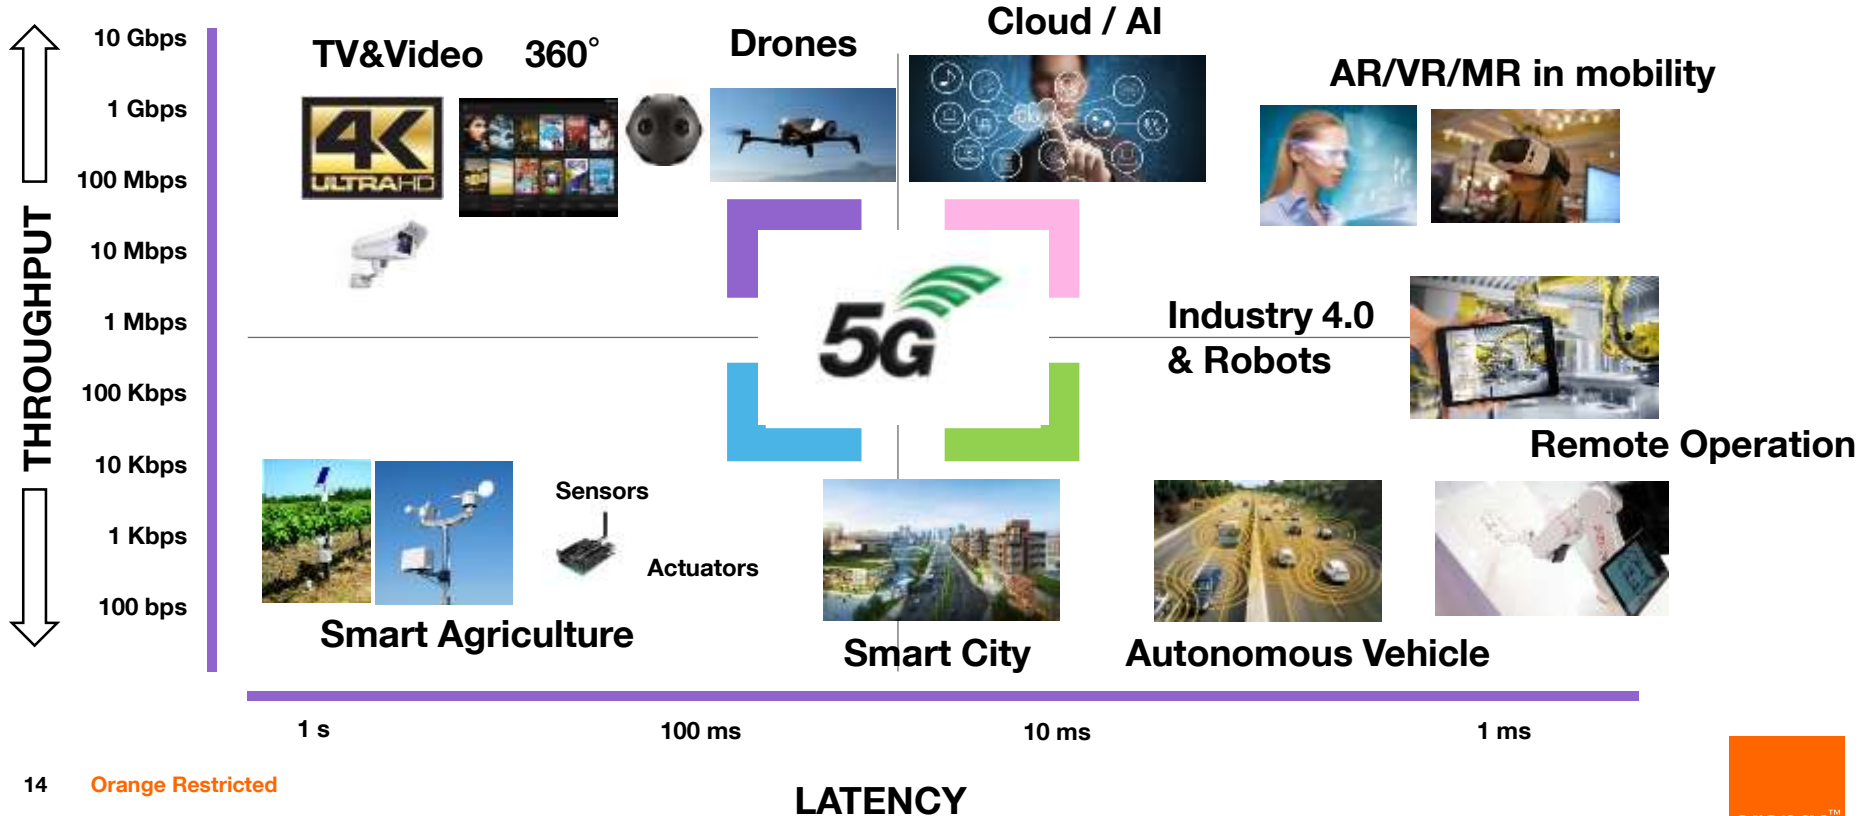 Cloud / AI
10 Gbps
TV&Video 360°
Drones
AR/VR/MR in mobility
1 Gbps
4K
ULTRAHD
cloud
100 Mbps
THROUGHPUT
10 Mbps
5G
1 Mbps
Industry 4.0
& Robots
100 Kbps
Remote Operation
10 Kbps
Sensors
1 Kbps
Actuators
100 bps
Smart Agriculture
Smart City
Autonomous Vehicle
1 s
100 ms
10 ms
1 ms
14 Orange Restricted
LATENCY